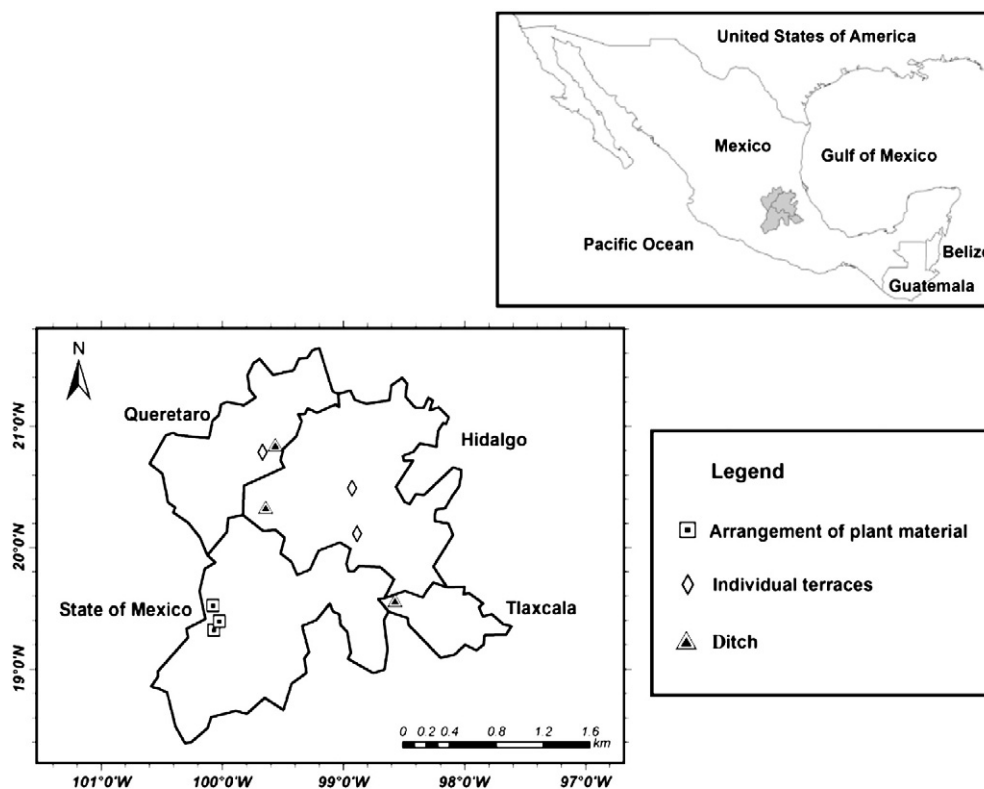 United States of America
Mexico
Gulf of Mexico
Pacific Ocean
Belize
Guatemala
N
Queretaro
Hidalgo
State of Mexico
Tlaxcala
21°0'N
20°0'N
19°0'N
0 0.2 0.4 0.8 1.2 1.6
km
101°0'W 100°0'W 99°0'W 98°0'W 97°0'W
Legend
Arrangement of plant material
Individual terraces
Ditch